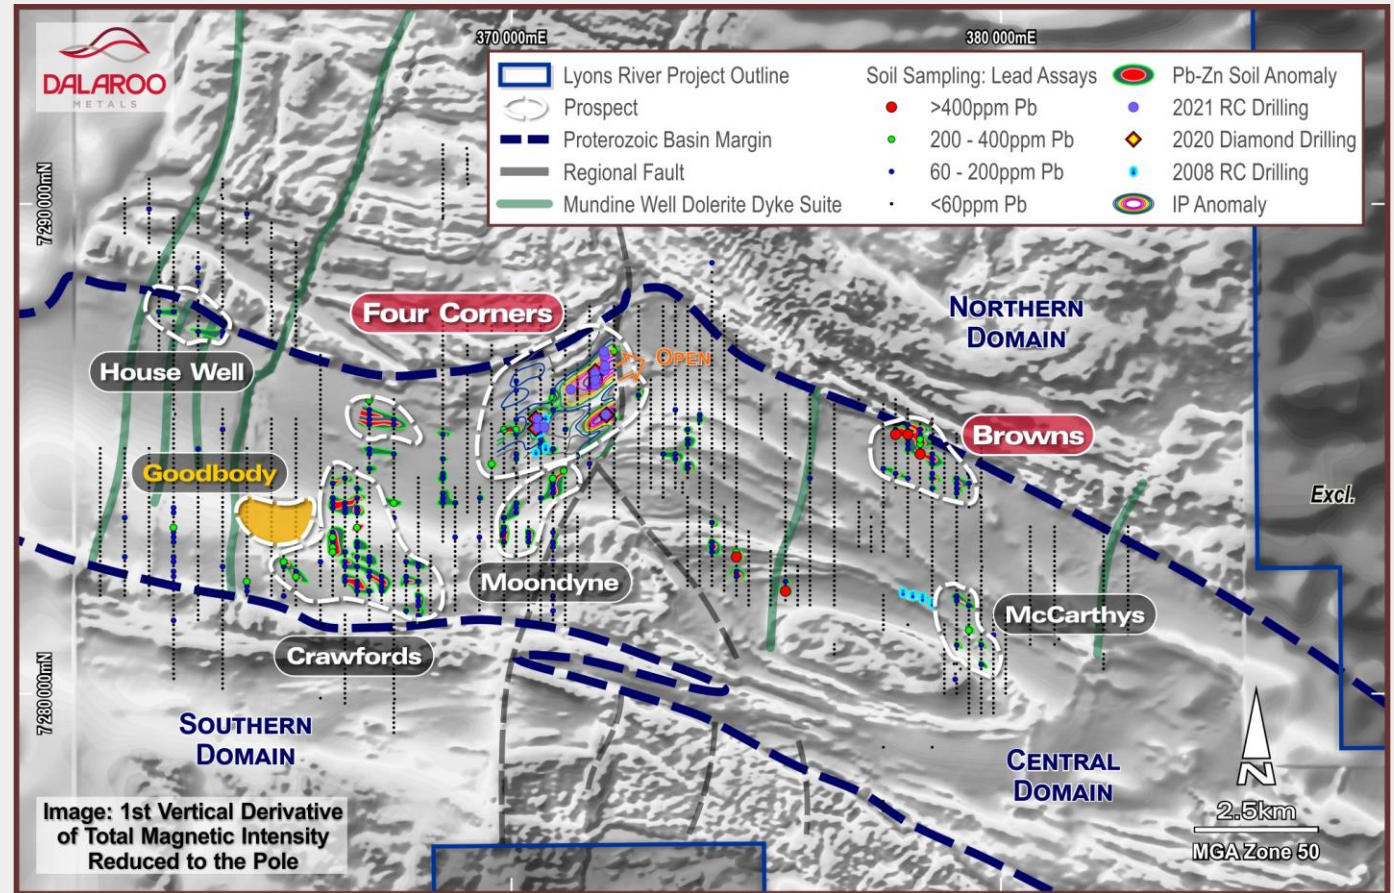 DALAROO
METALS
370 000mE
380 000mE
Lyons River Project Outline
Prospect
Proterozoic Basin Margin
Regional Fault
Mundine Well Dolerite Dyke Suite
Soil Sampling: Lead Assays
>400ppm Pb
200 - 400ppm Pb
60 - 200ppm Pb
<60ppm Pb
Pb-Zn Soil Anomaly
2021 RC Drilling
2020 Diamond Drilling
2008 RC Drilling
IP Anomaly
7290 000mN
NORTHERN
DOMAIN
Four Corners
OPEN
House Well
Browns
Goodbody
Excl.
Moondyne
McCarthys
Crawfords
7280 000mN
SOUTHERN
DOMAIN
CENTRAL
DOMAIN
N
2.5km
MGA Zone 50
Image: 1st Vertical Derivative
of Total Magnetic Intensity
Reduced to the Pole